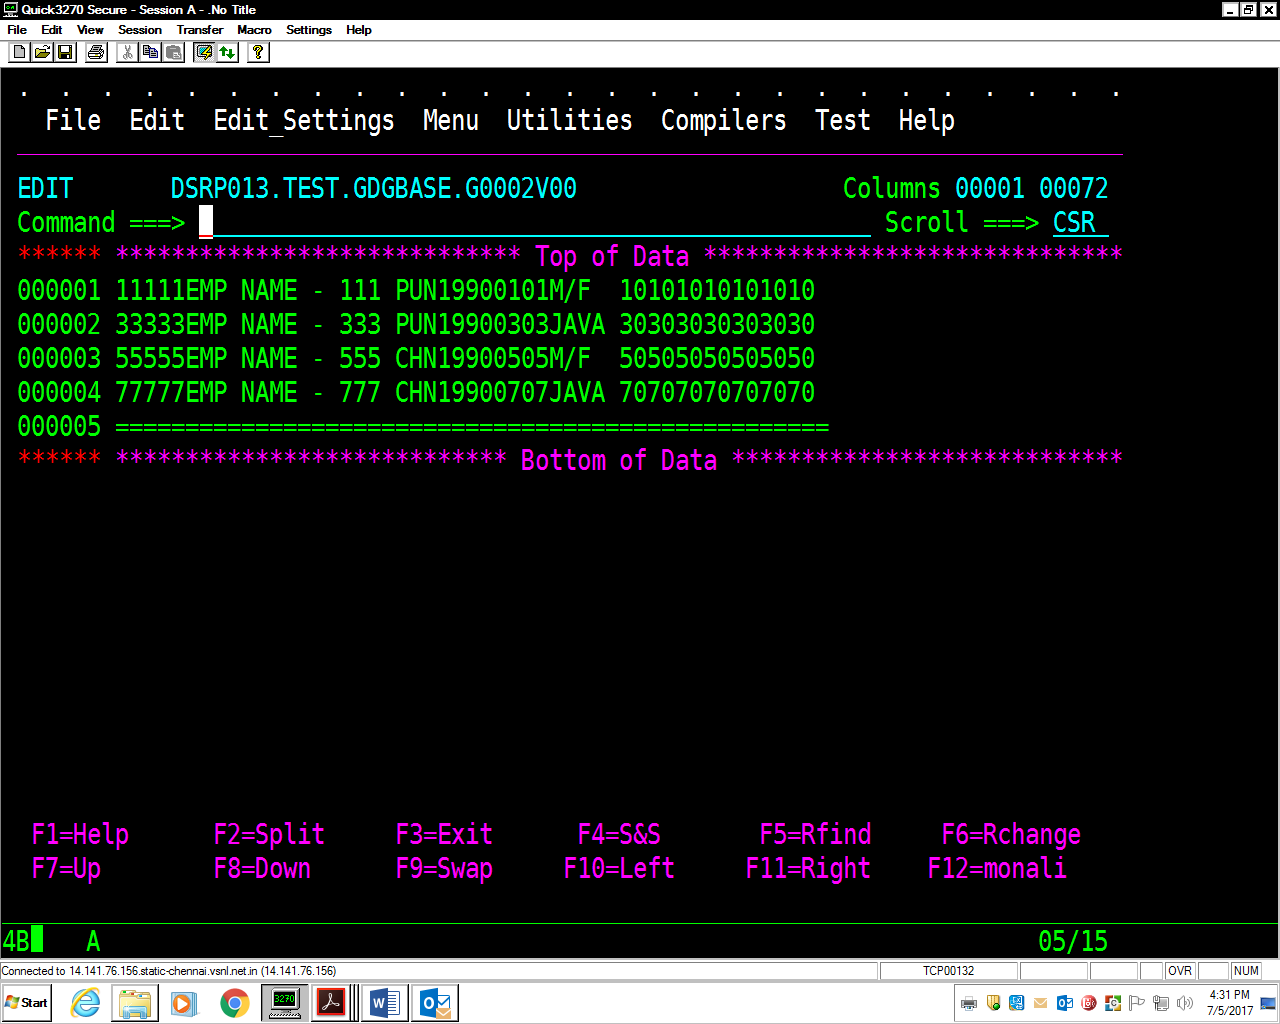 Quick3270 Secure - Session A - .No Title
File Edit View Session Transfer Macro Settings Help
. . . . . . . . . . . . . . . . . . . . . . . . . . .
File Edit Edit_Settings Menu Utilities Compilers Test Help
EDIT DSRP013.TEST.GDGBASE.G0002V00 Columns 00001 00072
Command ===> Scroll ===> CSR
****** ***************************** Top of Data ******************************
000001 11111EMP NAME - 111 PUN19900101M/F  10101010101010
000002 33333EMP NAME - 333 PUN19900303JAVA 30303030303030
000003 55555EMP NAME - 555 CHN19900505M/F  50505050505050
000004 77777EMP NAME - 777 CHN19900707JAVA 70707070707070
000005 ===================================================
****** **************************** Bottom of Data ****************************
F1=Help F2=Split F3=Exit F4=S&S F5=Rfind F6=Rchange
F7=Up F8=Down F9=Swap F10=Left F11=Right F12=monali
4B A 05/15
Connected to 14.141.76.156.static-chennai.vsnl.net.in (14.141.76.156) TCP00132 OVR NUM
Start 3270 4:31 PM
7/5/2017